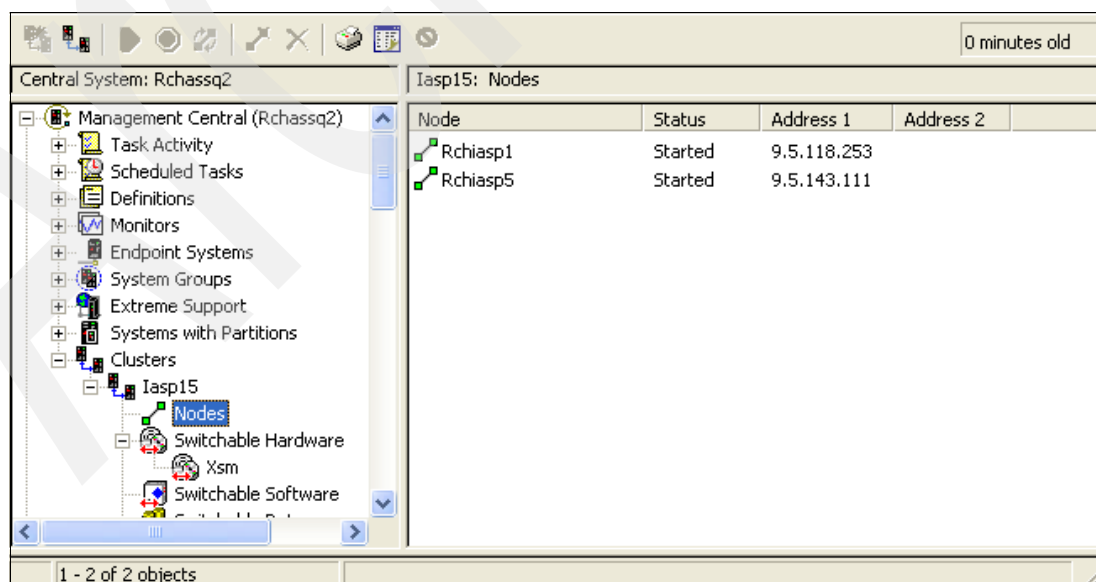 0 minutes old
Central System: Rchassq2
Iasp15: Nodes
Management Central (Rchassq2)
Task Activity
Scheduled Tasks
Definitions
Monitors
Endpoint Systems
System Groups
Extreme Support
Systems with Partitions
Clusters
Iasp15
Nodes
Switchable Hardware
Xsm
Switchable Software
Node Status Address 1 Address 2
Rchiasp1 Started 9.5.118.253
Rchiasp5 Started 9.5.143.111
1 - 2 of 2 objects